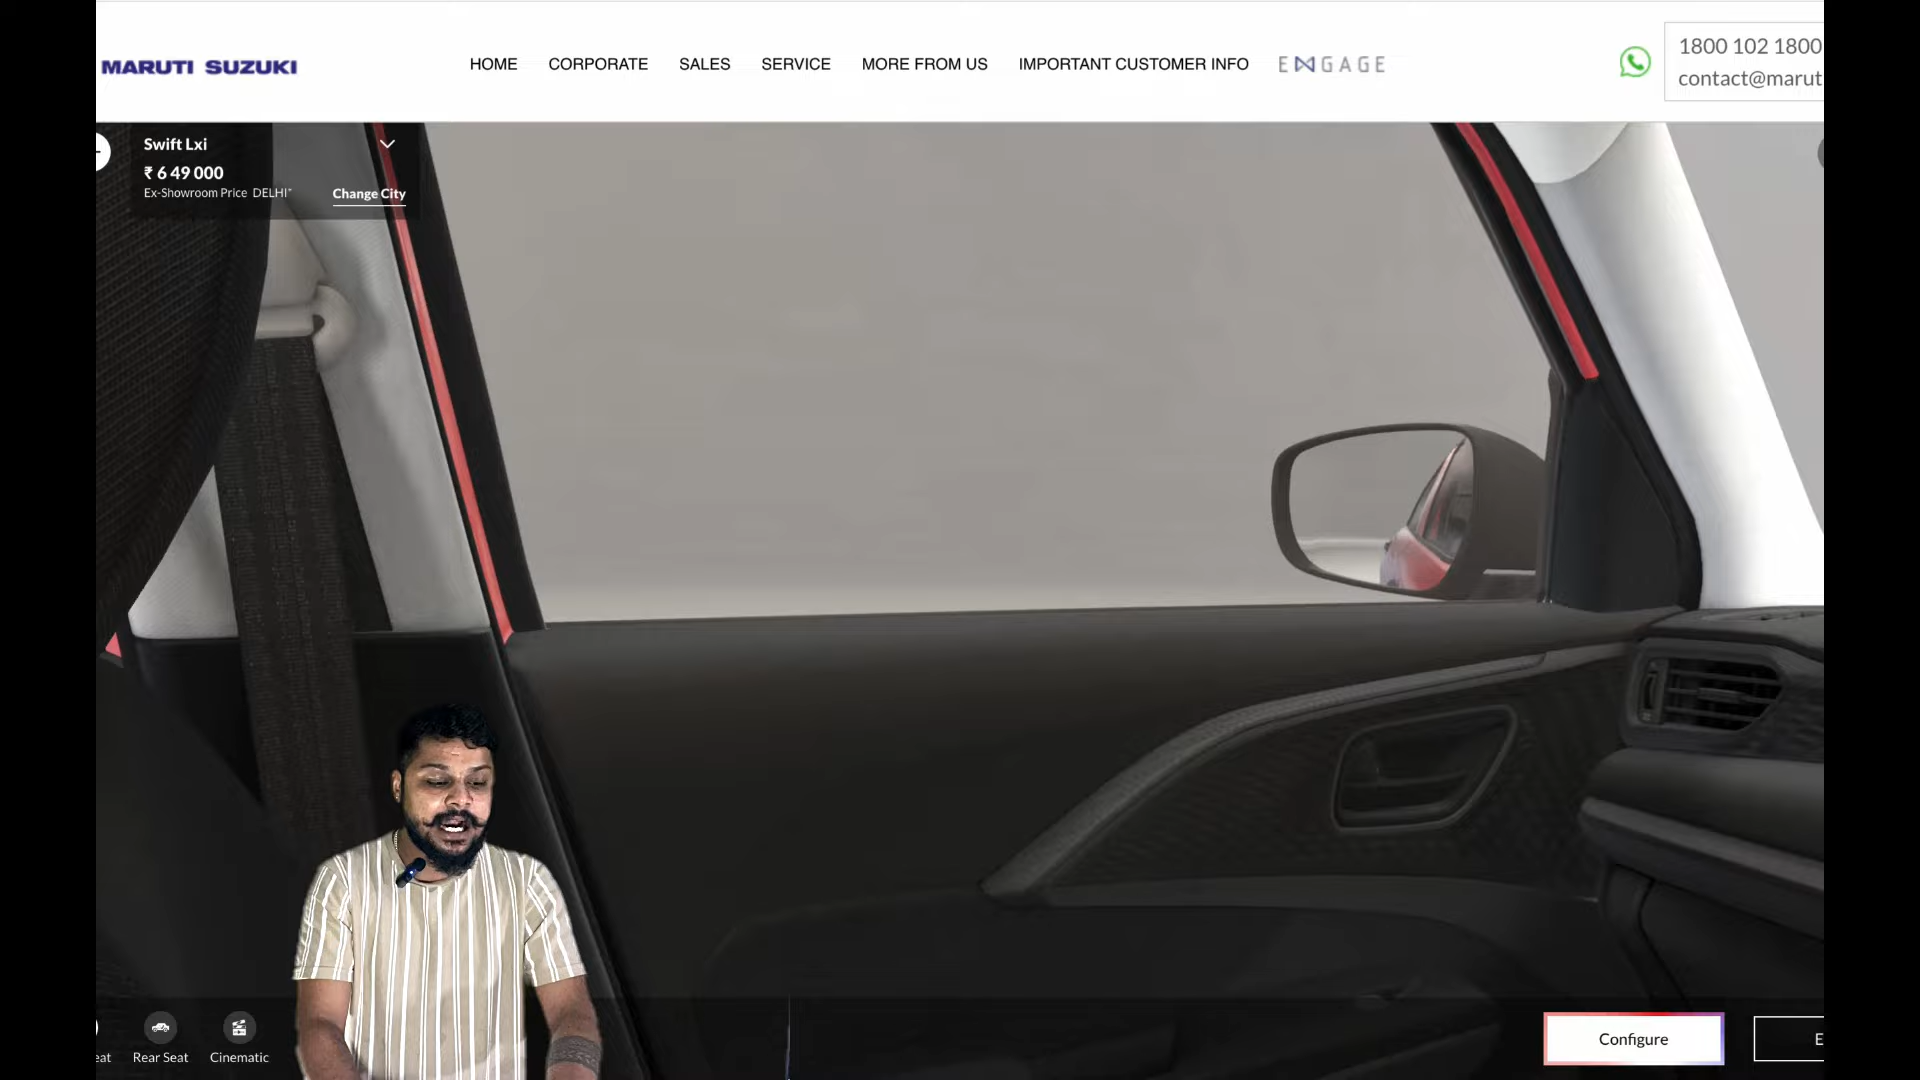 MARUTI SUZUKI
HOME CORPORATE SALES SERVICE MORE FROM US IMPORTANT CUSTOMER INFO ENGAGE
1800 102 1800
contact@marut
Swift Lxi
₹ 6 49 000
Ex-Showroom Price DELHI*
Change City
eat Rear Seat Cinematic
Configure
E